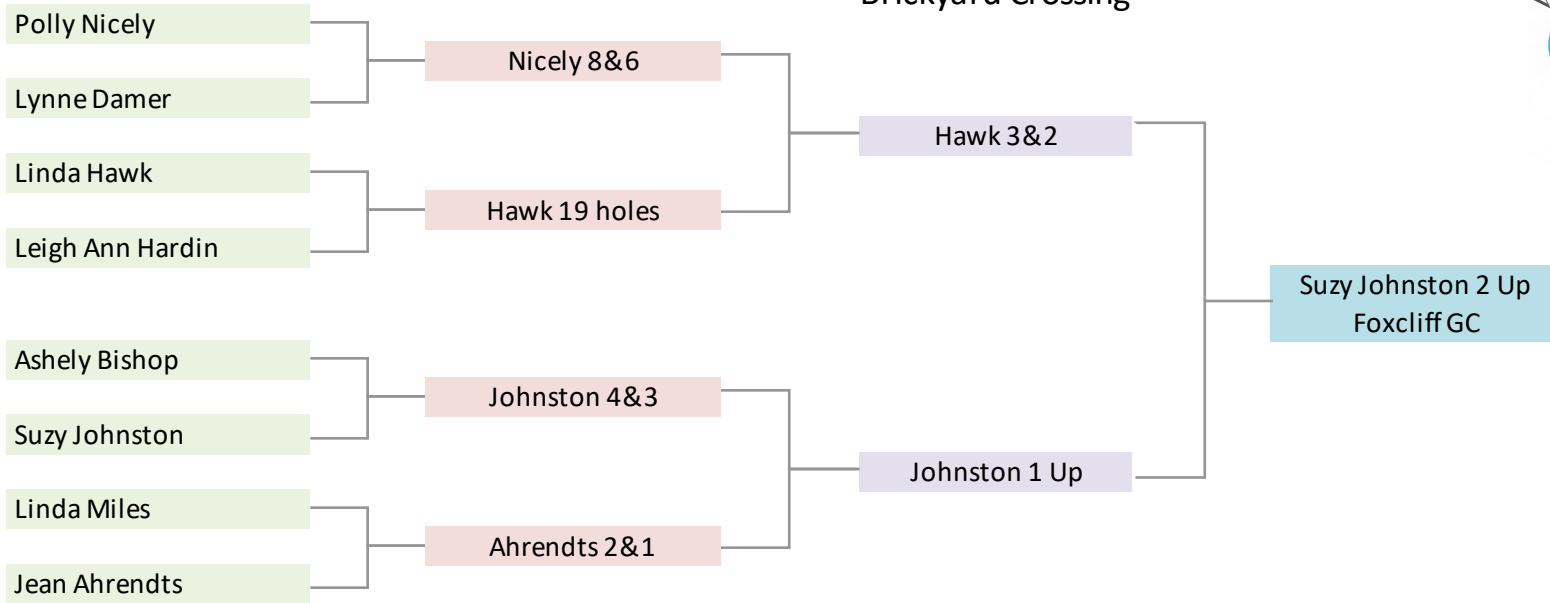 Brickyard Crossing
Polly Nicely
Lynne Damer
Linda Hawk
Leigh Ann Hardin
Ashely Bishop
Suzy Johnston
Linda Miles
Jean Ahrendts
Nicely 8&6
Hawk 19 holes
Johnston 4&3
Ahrendts 2&1
Hawk 3&2
Johnston 1 Up
Suzy Johnston 2 Up
Foxcliff GC